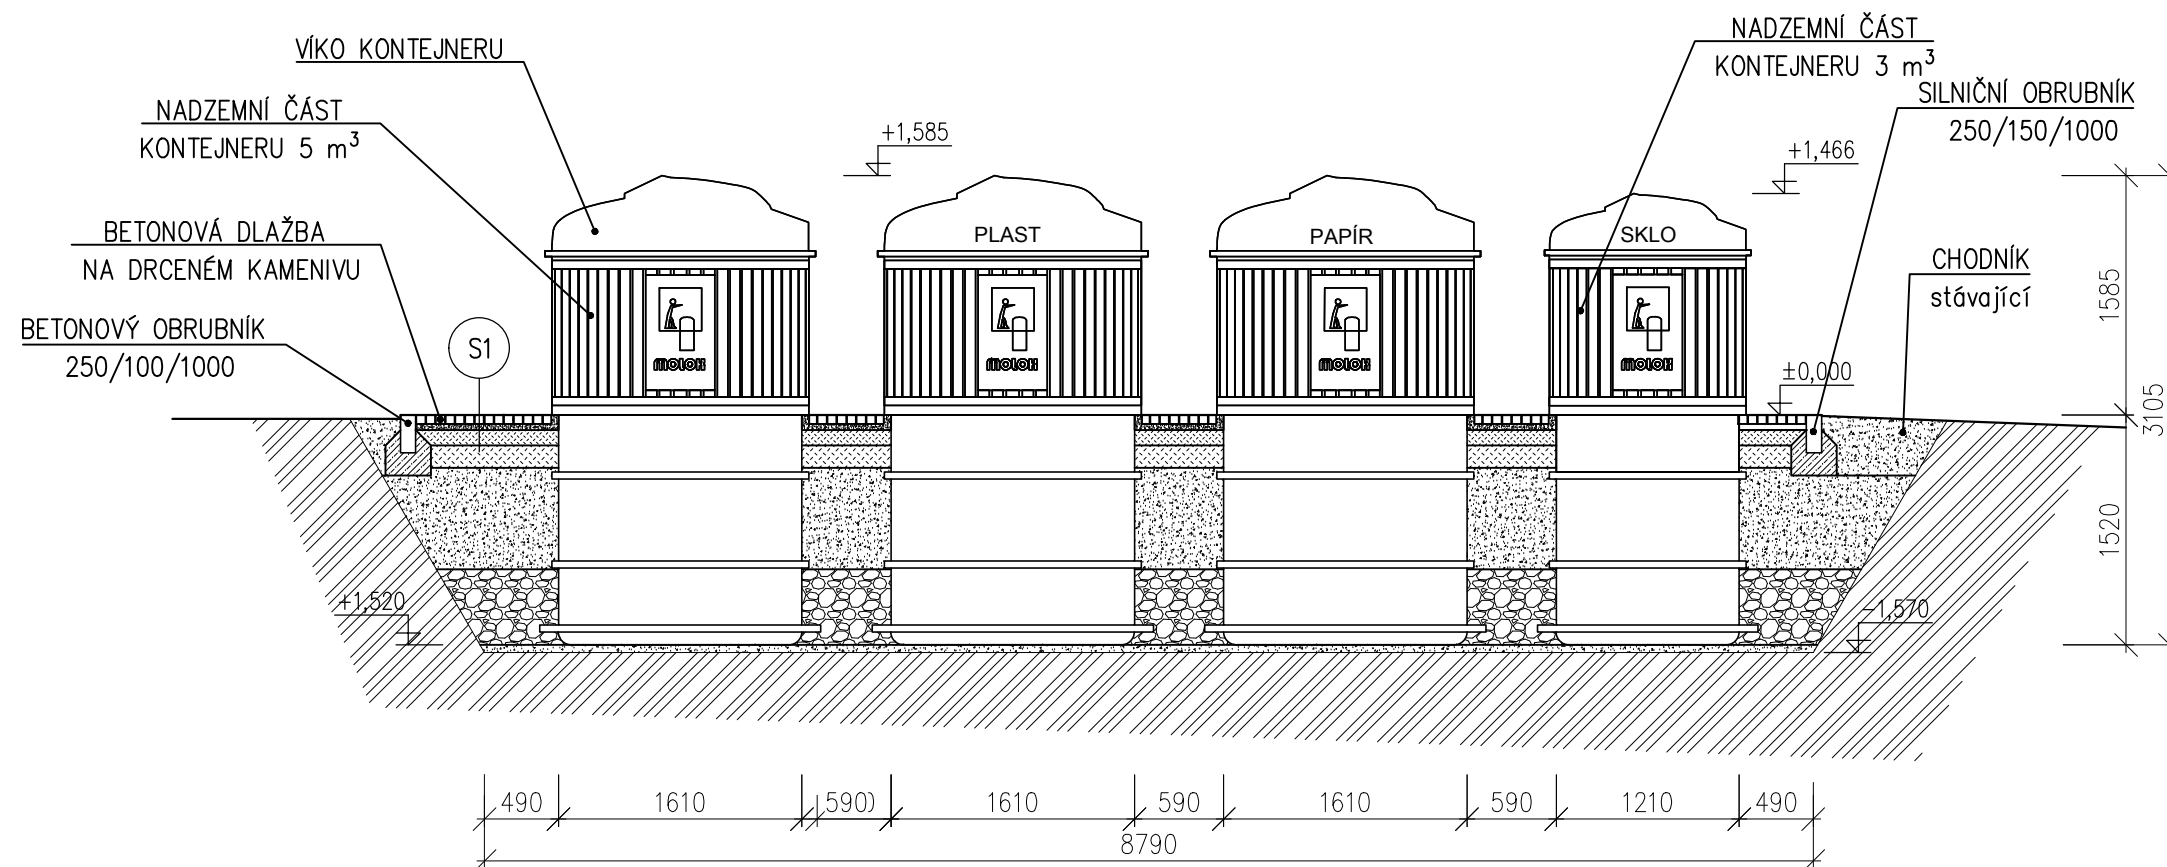 VÍKO KONTEJNERU
NADZEMNÍ ČÁST
KONTEJNERU 3 m³
SILNIČNÍ OBRUBNÍK
250/150/1000
NADZEMNÍ ČÁST
KONTEJNERU 5 m³
+1,585
+1,466
BETONOVÁ DLAŽBA
NA DRCENÉM KAMENIVU
PLAST
PAPÍR
SKLO
CHODNÍK
stávající
BETONOVÝ OBRUBNÍK
250/100/1000
S1
MOLOK
MOLOK
MOLOK
MOLOK
±0,000
1585
3105
1520
+1,520
-1,570
490
1610
(590)
1610
590
1610
590
1210
490
8790